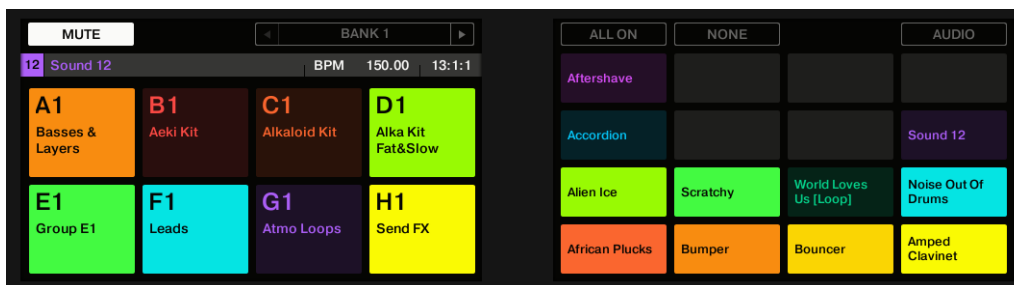 MUTE
BANK 1
12 Sound 12
BPM 150.00 13:1:1
A1
Basses &
Layers
B1
Aeki Kit
C1
Alkaloid Kit
D1
Alka Kit
Fat&Slow
E1
Group E1
F1
Leads
G1
Atmo Loops
H1
Send FX
ALL ON
NONE
AUDIO
Aftershave
Accordion
Sound 12
Alien Ice
Scratchy
World Loves
Us [Loop]
Noise Out Of
Drums
African Plucks
Bumper
Bouncer
Amped
Clavinet